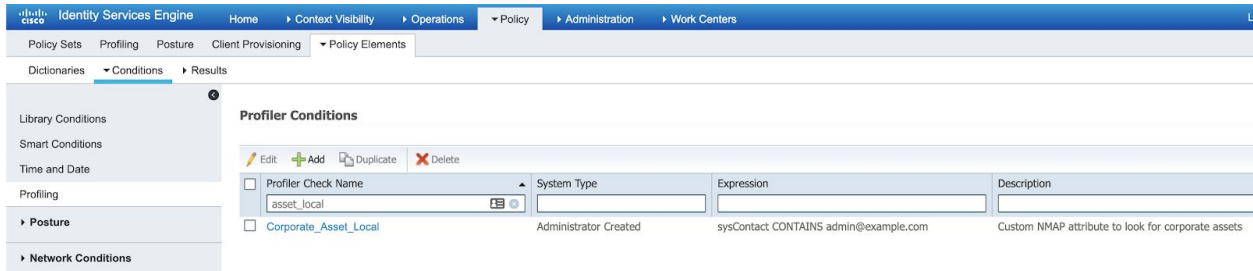 cisco Identity Services Engine Home Context Visibility Operations Policy Administration Work Centers
Policy Sets Profiling Posture Client Provisioning Policy Elements
Dictionaries Conditions Results
Library Conditions
Smart Conditions
Time and Date
Profiling
Posture
Network Conditions
Profiler Conditions
Edit Add Duplicate Delete
Profiler Check Name System Type Expression Description
asset_local
Corporate_Asset_Local Administrator Created sysContact CONTAINS admin@example.com Custom NMAP attribute to look for corporate assets